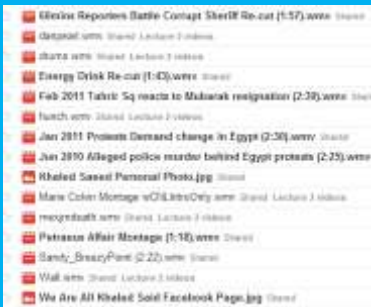 60mins Reporters Battle Corrupt Sheriff Re-cut (1:57).wmv Shared
danpearl.wmv Shared Lecture 3 videos
drums.wmv Shared Lecture 3 videos
Energy Drink Re-cut (1:43).wmv Shared
Feb 2011 Tahrir Sq reacts to Mubarak resignation (2:39).wmv
hersch.wmv Shared Lecture 3 videos
Jan 2011 Protests Demand change in Egypt (2:30).wmv Shared
Jun 2010 Alleged police murder behind Egypt protests (2:25).wmv
Khaled Saeed Personal Photo.jpg Shared
Marie Colvin Montage Shared Lecture 3 videos
Shared Lecture 3 videos
Petraeus Affair Montage (1:18).wmv Shared
Sandy_BreezyPoint (2:22).wmv Shared
Wall.wmv Shared Lecture 3 videos
We Are All Khaled Said Facebook Page.jpg Shared